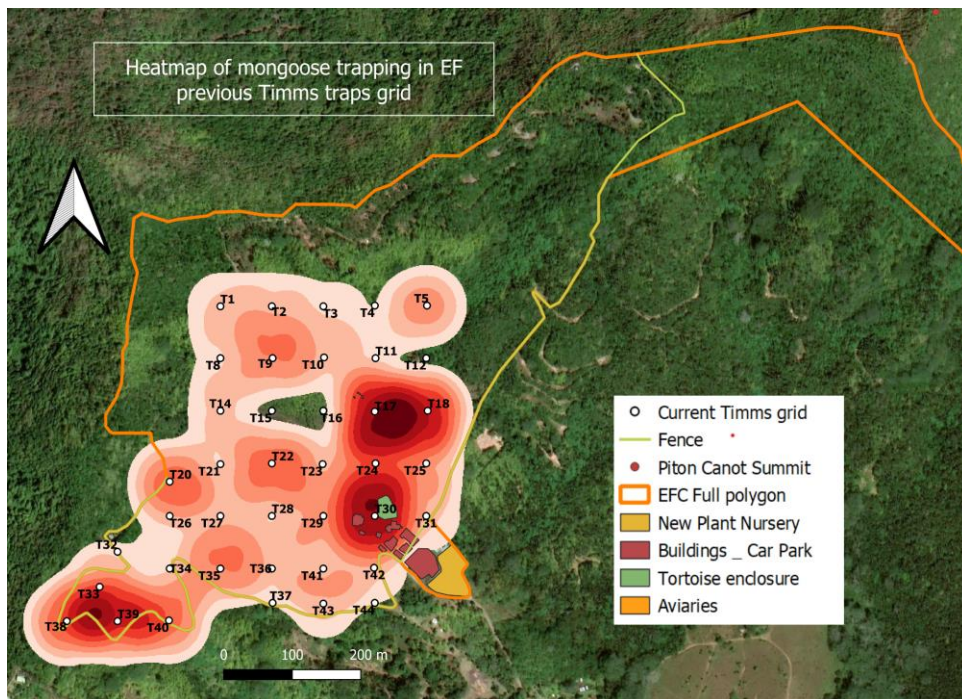 Heatmap of mongoose trapping in EF
previous Timms traps grid
T1
T2
T3
T4
T5
T8
T9
T10
T11
T12
T14
T15
T16
T17
T18
T20
T21
T22
T23
T24
T25
T26
T27
T28
T29
T30
T31
T32
T33
T34
T35
T36
T41
T42
T37
T43
T44
T38
T39
T40
0 100 200 m
Current Timms grid
Fence
Piton Canot Summit
EFC Full polygon
New Plant Nursery
Buildings _ Car Park
Tortoise enclosure
Aviaries